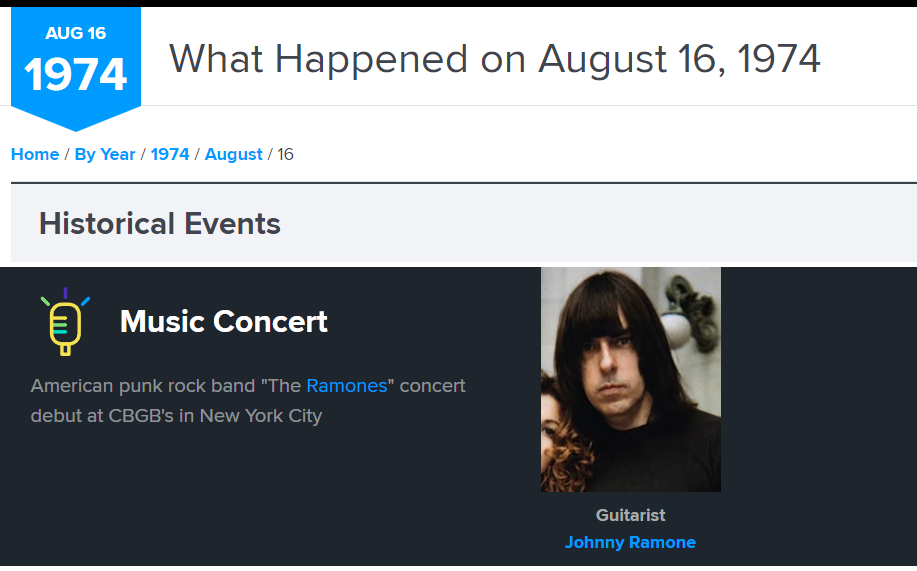 AUG 16
1974
What Happened on August 16, 1974
Home / By Year / 1974 / August / 16
Historical Events
Music Concert
American punk rock band "The Ramones" concert
debut at CBGB's in New York City
Guitarist
Johnny Ramone